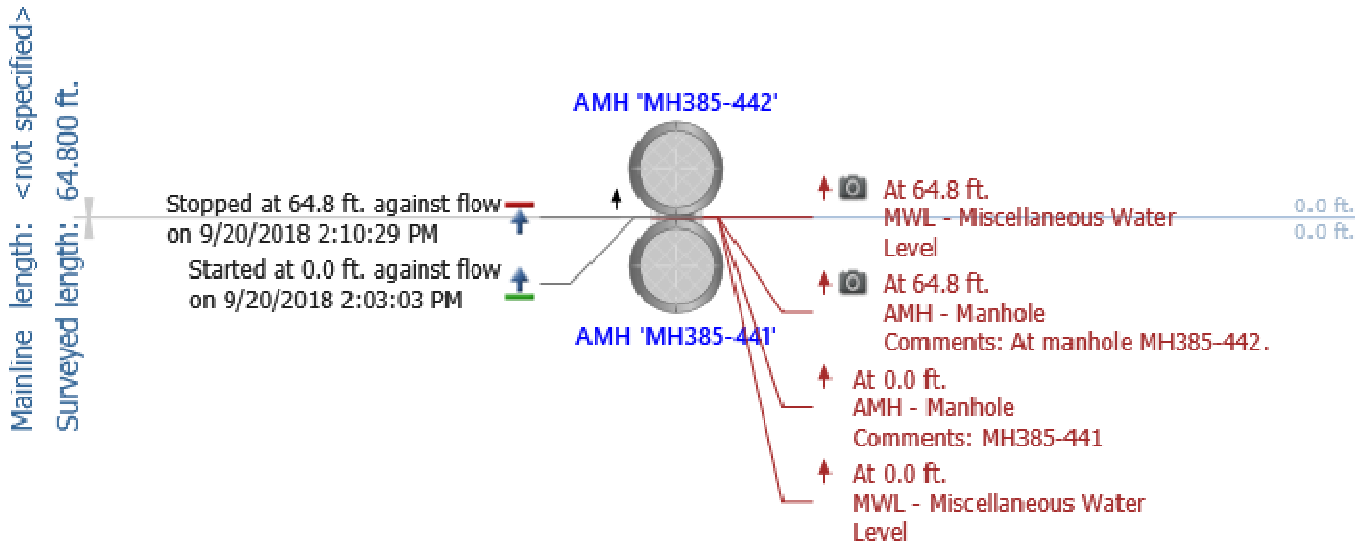 Mainline length: <not specified>
Surveyed length: 64.800 ft.
AMH 'MH385-442'
Stopped at 64.8 ft. against flow
on 9/20/2018 2:10:29 PM
Started at 0.0 ft. against flow
on 9/20/2018 2:03:03 PM
AMH 'MH385-441'
At 64.8 ft.
MWL - Miscellaneous Water
Level
At 64.8 ft.
AMH - Manhole
Comments: At manhole MH385-442.
At 0.0 ft.
AMH - Manhole
Comments: MH385-441
At 0.0 ft.
MWL - Miscellaneous Water
Level
0.0 ft.
0.0 ft.